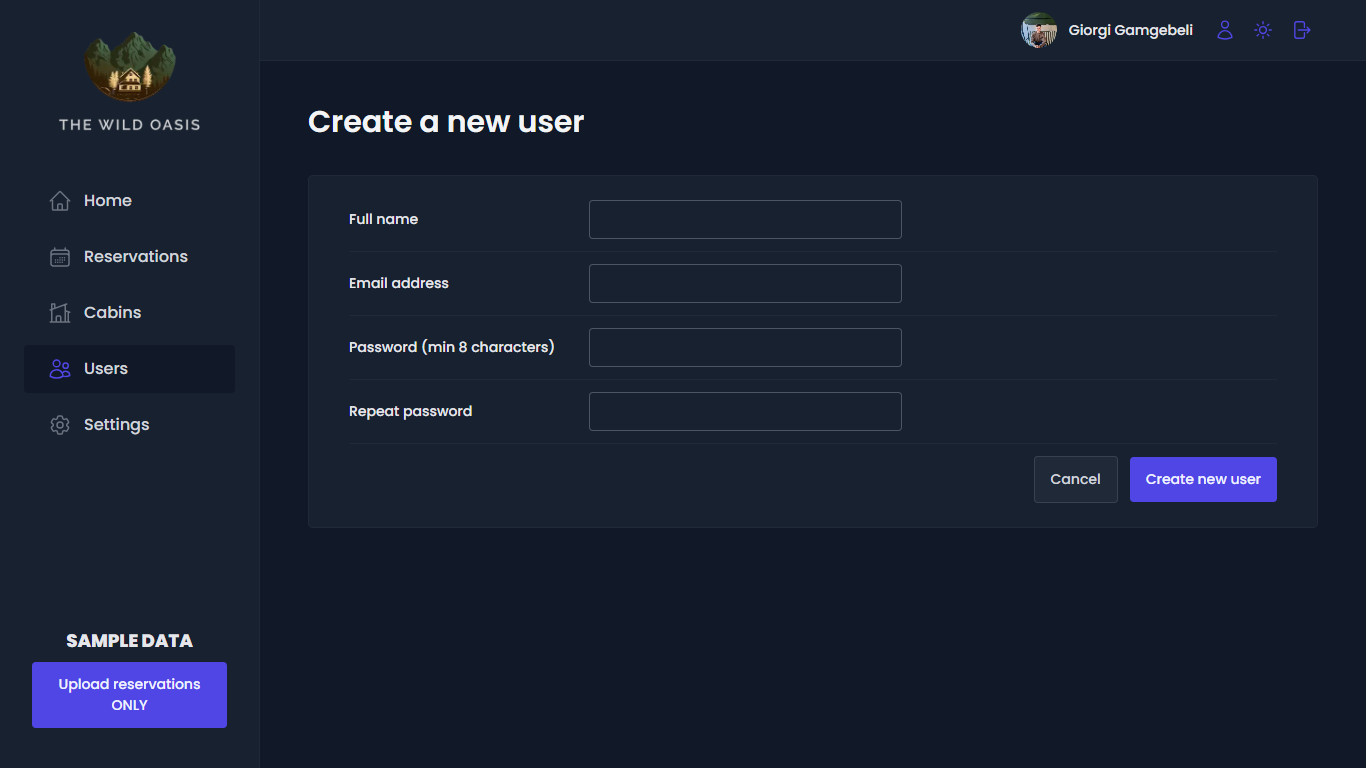 THE WILD OASIS
Home
Reservations
Cabins
Users
Settings
SAMPLE DATA
Upload reservations
ONLY
Giorgi Gamgebeli
Create a new user
Full name
Email address
Password (min 8 characters)
Repeat password
Cancel
Create new user